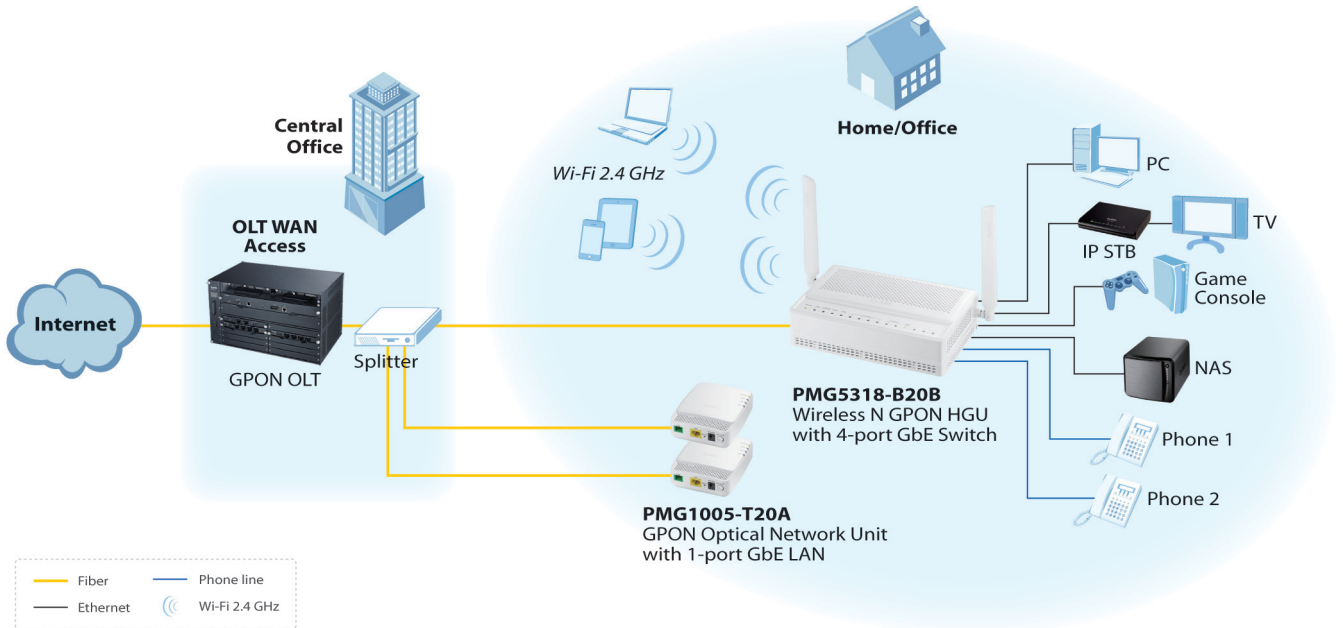 Central
Office
Home/Office
Wi-Fi 2.4 GHz
PC
OLT WAN
Access
IP STB
TV
Game
Console
Internet
Splitter
GPON OLT
NAS
PMG5318-B20B
Wireless N GPON HGU
with 4-port GbE Switch
Phone 1
Phone 2
PMG1005-T20A
GPON Optical Network Unit
with 1-port GbE LAN
Fiber
Phone line
Ethernet
Wi-Fi 2.4 GHz